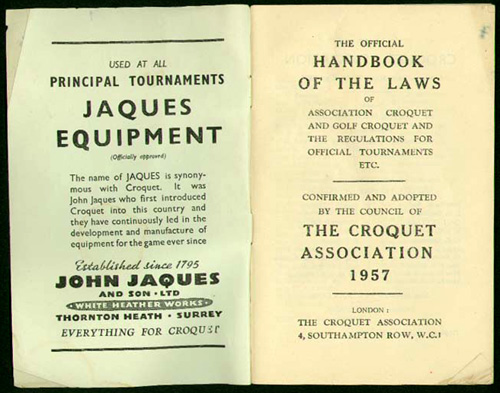 USED AT ALL
PRINCIPAL TOURNAMENTS
JAQUES
EQUIPMENT
(Officially approved)
The name of JAQUES is synony-
mous with Croquet. It was
John Jaques who first introduced
Croquet into this country and
they have continuously led in the
development and manufacture of
equipment for the game ever since
Established since 1795
JOHN JAQUES
AND SON · LTD
· WHITE HEATHER WORKS ·
THORNTON HEATH · SURREY
EVERYTHING FOR CROQUET
THE OFFICIAL
HANDBOOK
OF THE LAWS
OF
ASSOCIATION CROQUET
AND GOLF CROQUET AND
THE REGULATIONS FOR
OFFICIAL TOURNAMENTS
ETC.
CONFIRMED AND ADOPTED
BY THE COUNCIL OF
THE CROQUET
ASSOCIATION
1957
LONDON:
THE CROQUET ASSOCIATION
4, SOUTHAMPTON ROW, W.C.1